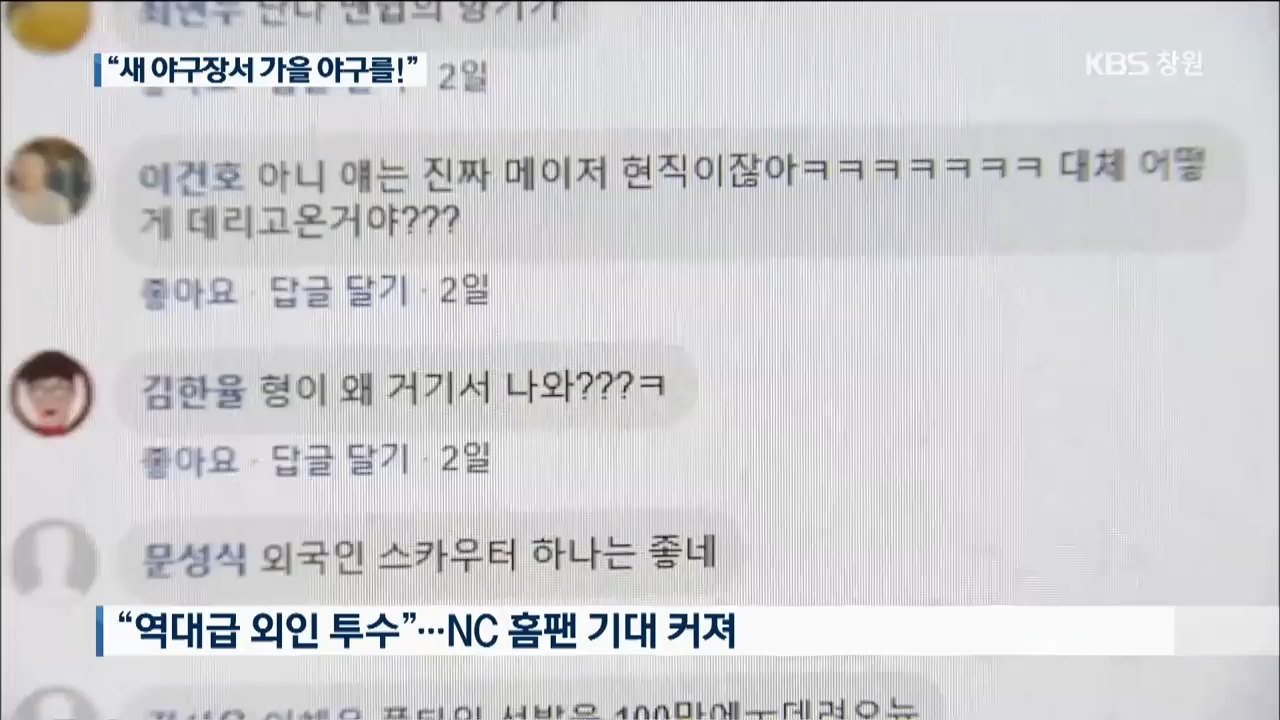 “새 야구장서 가을 야구를!”
KBS 창원
2일
이건호 아니 얘는 진짜 메이저 현직이잖아ㅋㅋㅋㅋㅋㅋㅋ 대체 어떻
게 데리고온거야???
좋아요 · 답글 달기 · 2일
김한율 형이 왜 거기서 나와???ㅋ
좋아요 · 답글 달기 · 2일
문성식 외국인 스카우터 하나는 좋네
“역대급 외인 투수”…NC 홈팬 기대 커져